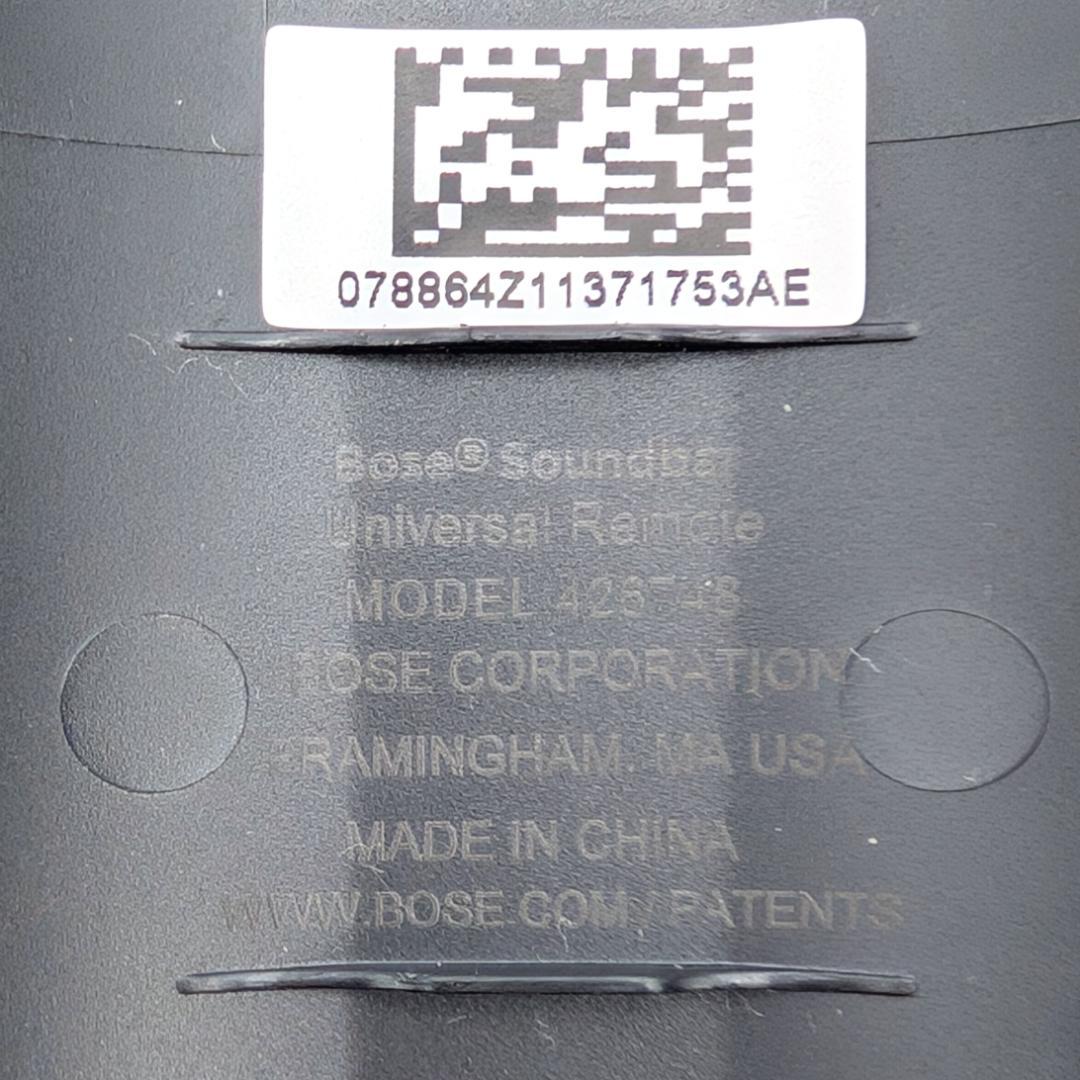 078864Z11371753AE
Bose® Soundbar
Universal Remote
MODEL
BOSE CORPORATION
FRAMINGHAM, MA USA
MADE IN CHINA
WWW.BOSE.COM/PATENTS